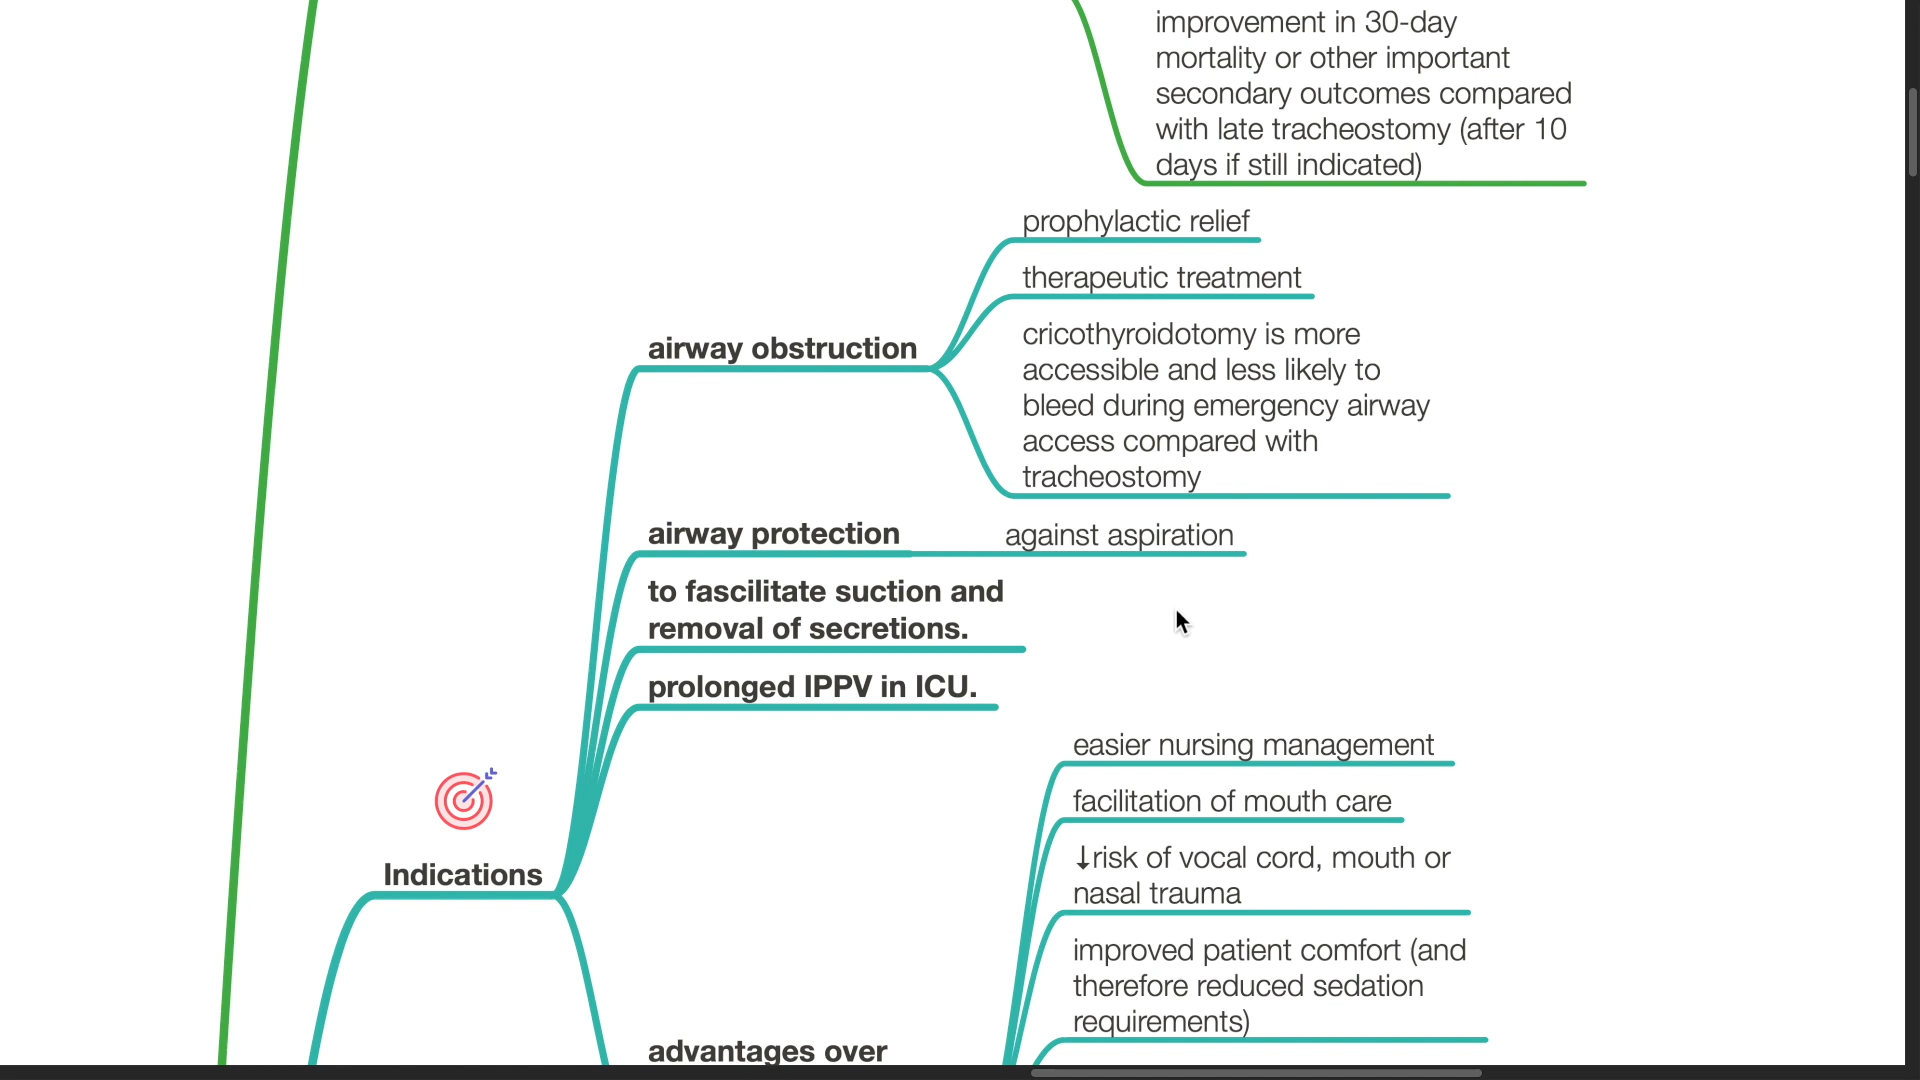 improvement in 30-day
mortality or other important
secondary outcomes compared
with late tracheostomy (after 10
days if still indicated)
prophylactic relief
therapeutic treatment
airway obstruction
cricothyroidotomy is more
accessible and less likely to
bleed during emergency airway
access compared with
tracheostomy
airway protection
against aspiration
to fascilitate suction and
removal of secretions.
prolonged IPPV in ICU.
Indications
easier nursing management
facilitation of mouth care
↓risk of vocal cord, mouth or
nasal trauma
improved patient comfort (and
therefore reduced sedation
requirements)
advantages over